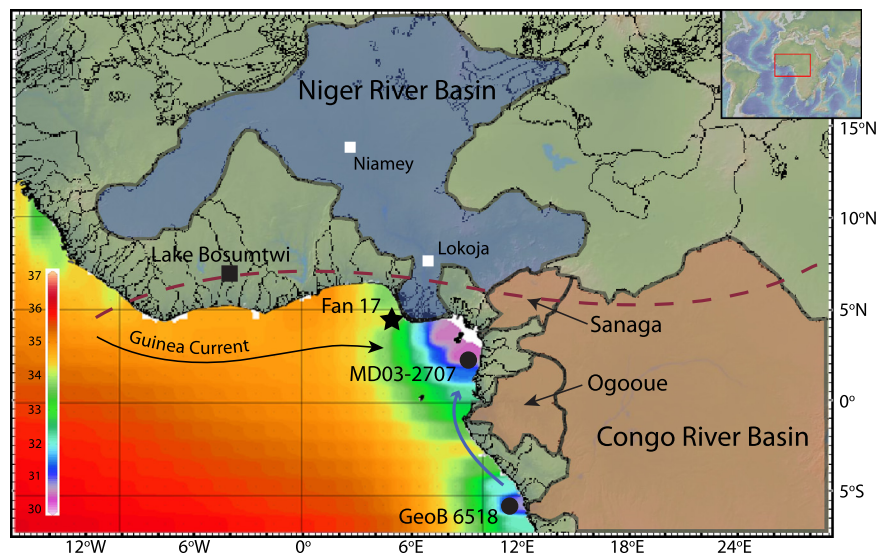 Niger River Basin
15°N
Niamey
10°N
Lokoja
Lake Bosumtwi
37
Fan 17
36
5°N
Sanaga
35
Guinea Current
34
MD03-2707
Ogooue
33
0°
32
Congo River Basin
31
5°S
30
GeoB 6518
12°W
6°W
0°
6°E
12°E
18°E
24°E